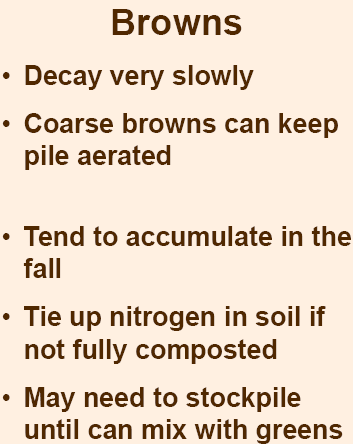 Browns
• Decay very slowly
• Coarse browns can keep
pile aerated
• Tend to accumulate in the
fall
• Tie up nitrogen in soil if
not fully composted
• May need to stockpile
until can mix with greens